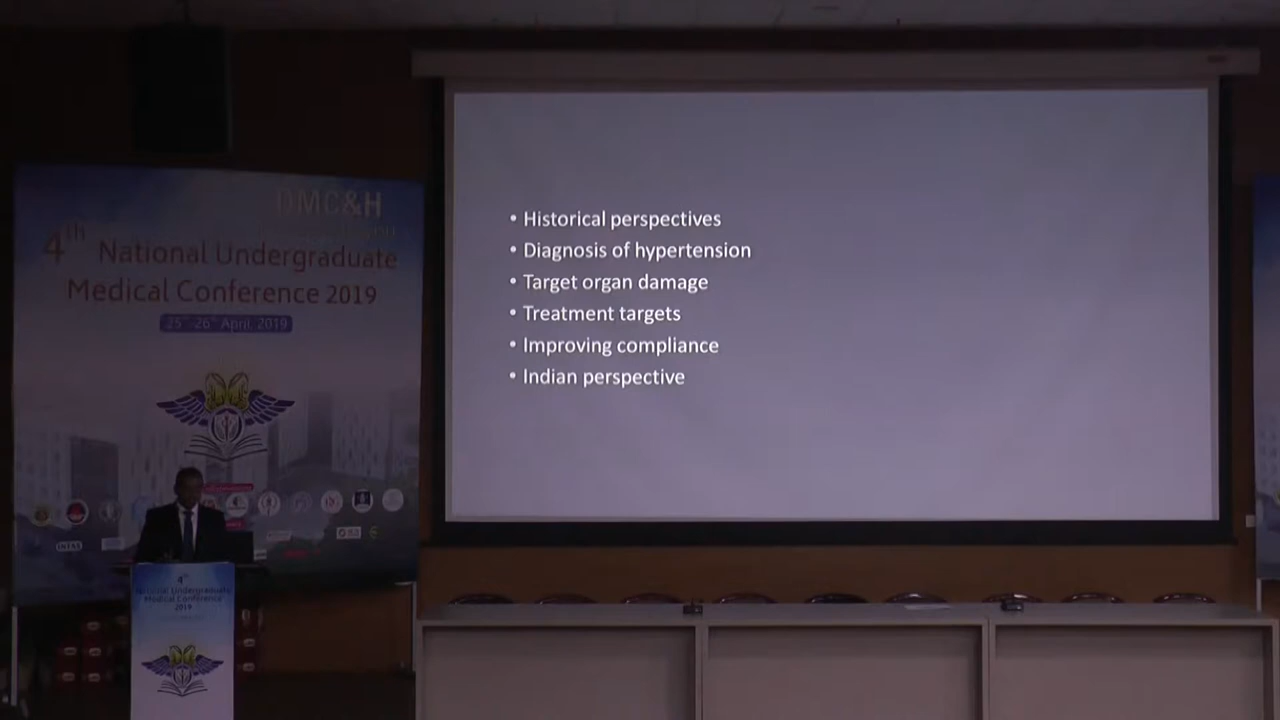 DMC&H
4th National Undergraduate
Medical Conference 2019
25th-26th April, 2019
• Historical perspectives
• Diagnosis of hypertension
• Target organ damage
• Treatment targets
• Improving compliance
• Indian perspective
4th
National Undergraduate
Medical Conference
2019